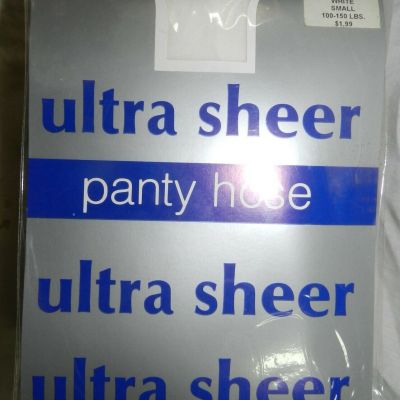 WHITE
SMALL
100-150 LBS.
$1.99
ultra sheer
panty hose
ultra sheer
ultra sheer